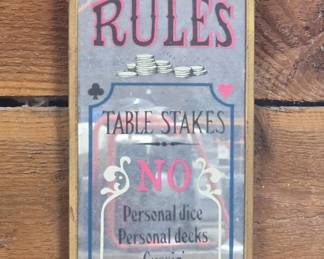 RULES
TABLE STAKES
NO
Personal dice
Personal decks